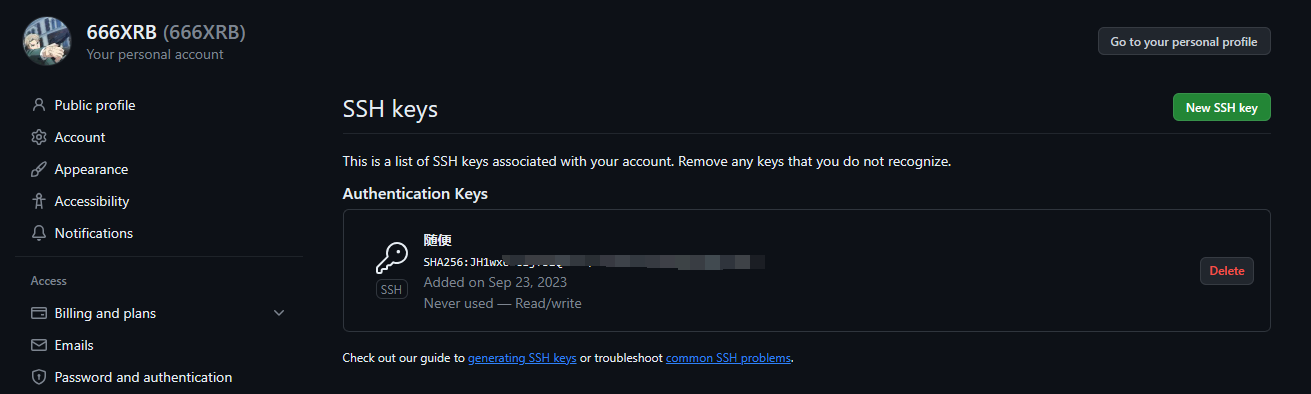 666XRB (666XRB)
Your personal account
Go to your personal profile
Public profile
Account
Appearance
Accessibility
Notifications
Access
Billing and plans
Emails
Password and authentication
SSH keys
New SSH key
This is a list of SSH keys associated with your account. Remove any keys that you do not recognize.
Authentication Keys
随便
SHA256:JH1wx
Added on Sep 23, 2023
Never used — Read/write
SSH
Delete
Check out our guide to generating SSH keys or troubleshoot common SSH problems.